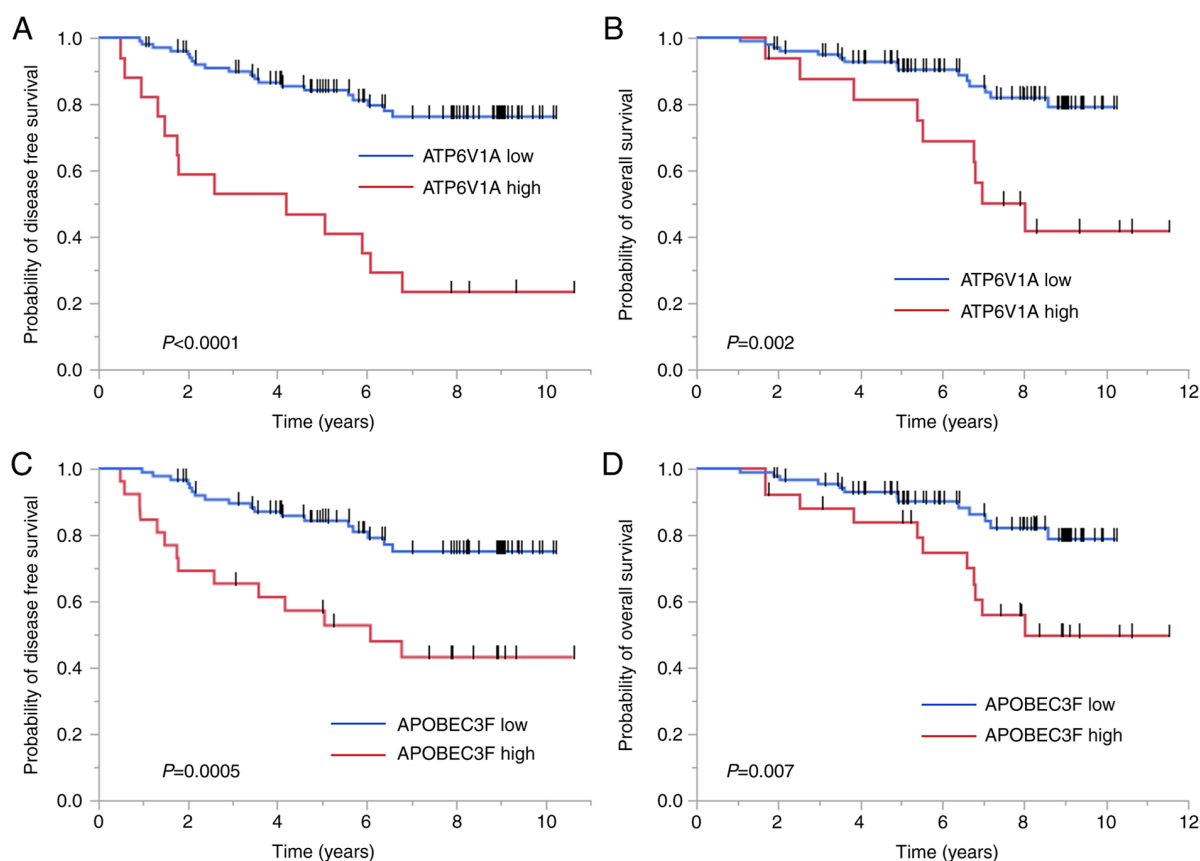 A
Probability of disease free survival
1.0
0.8
0.6
0.4
0.2
0.0
ATP6V1A low
ATP6V1A high
P<0.0001
0 2 4 6 8 10
Time (years)
B
Probability of overall survival
1.0
0.8
0.6
0.4
0.2
0.0
ATP6V1A low
ATP6V1A high
P=0.002
0 2 4 6 8 10 12
Time (years)
C
Probability of disease free survival
1.0
0.8
0.6
0.4
0.2
0.0
APOBEC3F low
APOBEC3F high
P=0.0005
0 2 4 6 8 10
Time (years)
D
Probability of overall survival
1.0
0.8
0.6
0.4
0.2
0.0
APOBEC3F low
APOBEC3F high
P=0.007
0 2 4 6 8 10 12
Time (years)